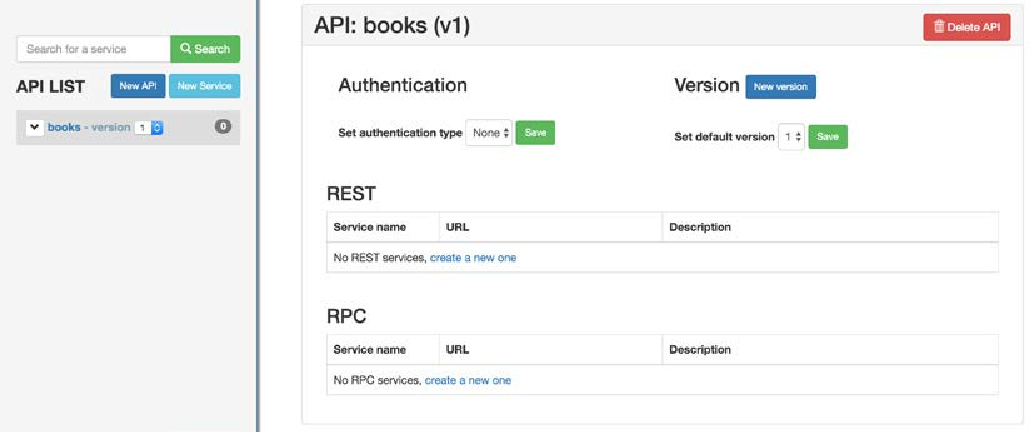 Search for a service Search
API LIST New API New Service
books - version 1 0
API: books (v1) Delete API
Authentication
Set authentication type None Save
Version New version
Set default version 1 Save
REST
Service name URL Description
No REST services, create a new one
RPC
Service name URL Description
No RPC services, create a new one